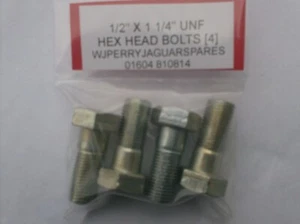 1/2" X 1 1/4" UNF
HEX HEAD BOLTS [4]
WJPERRYJAGUARSPARES
01604 810814